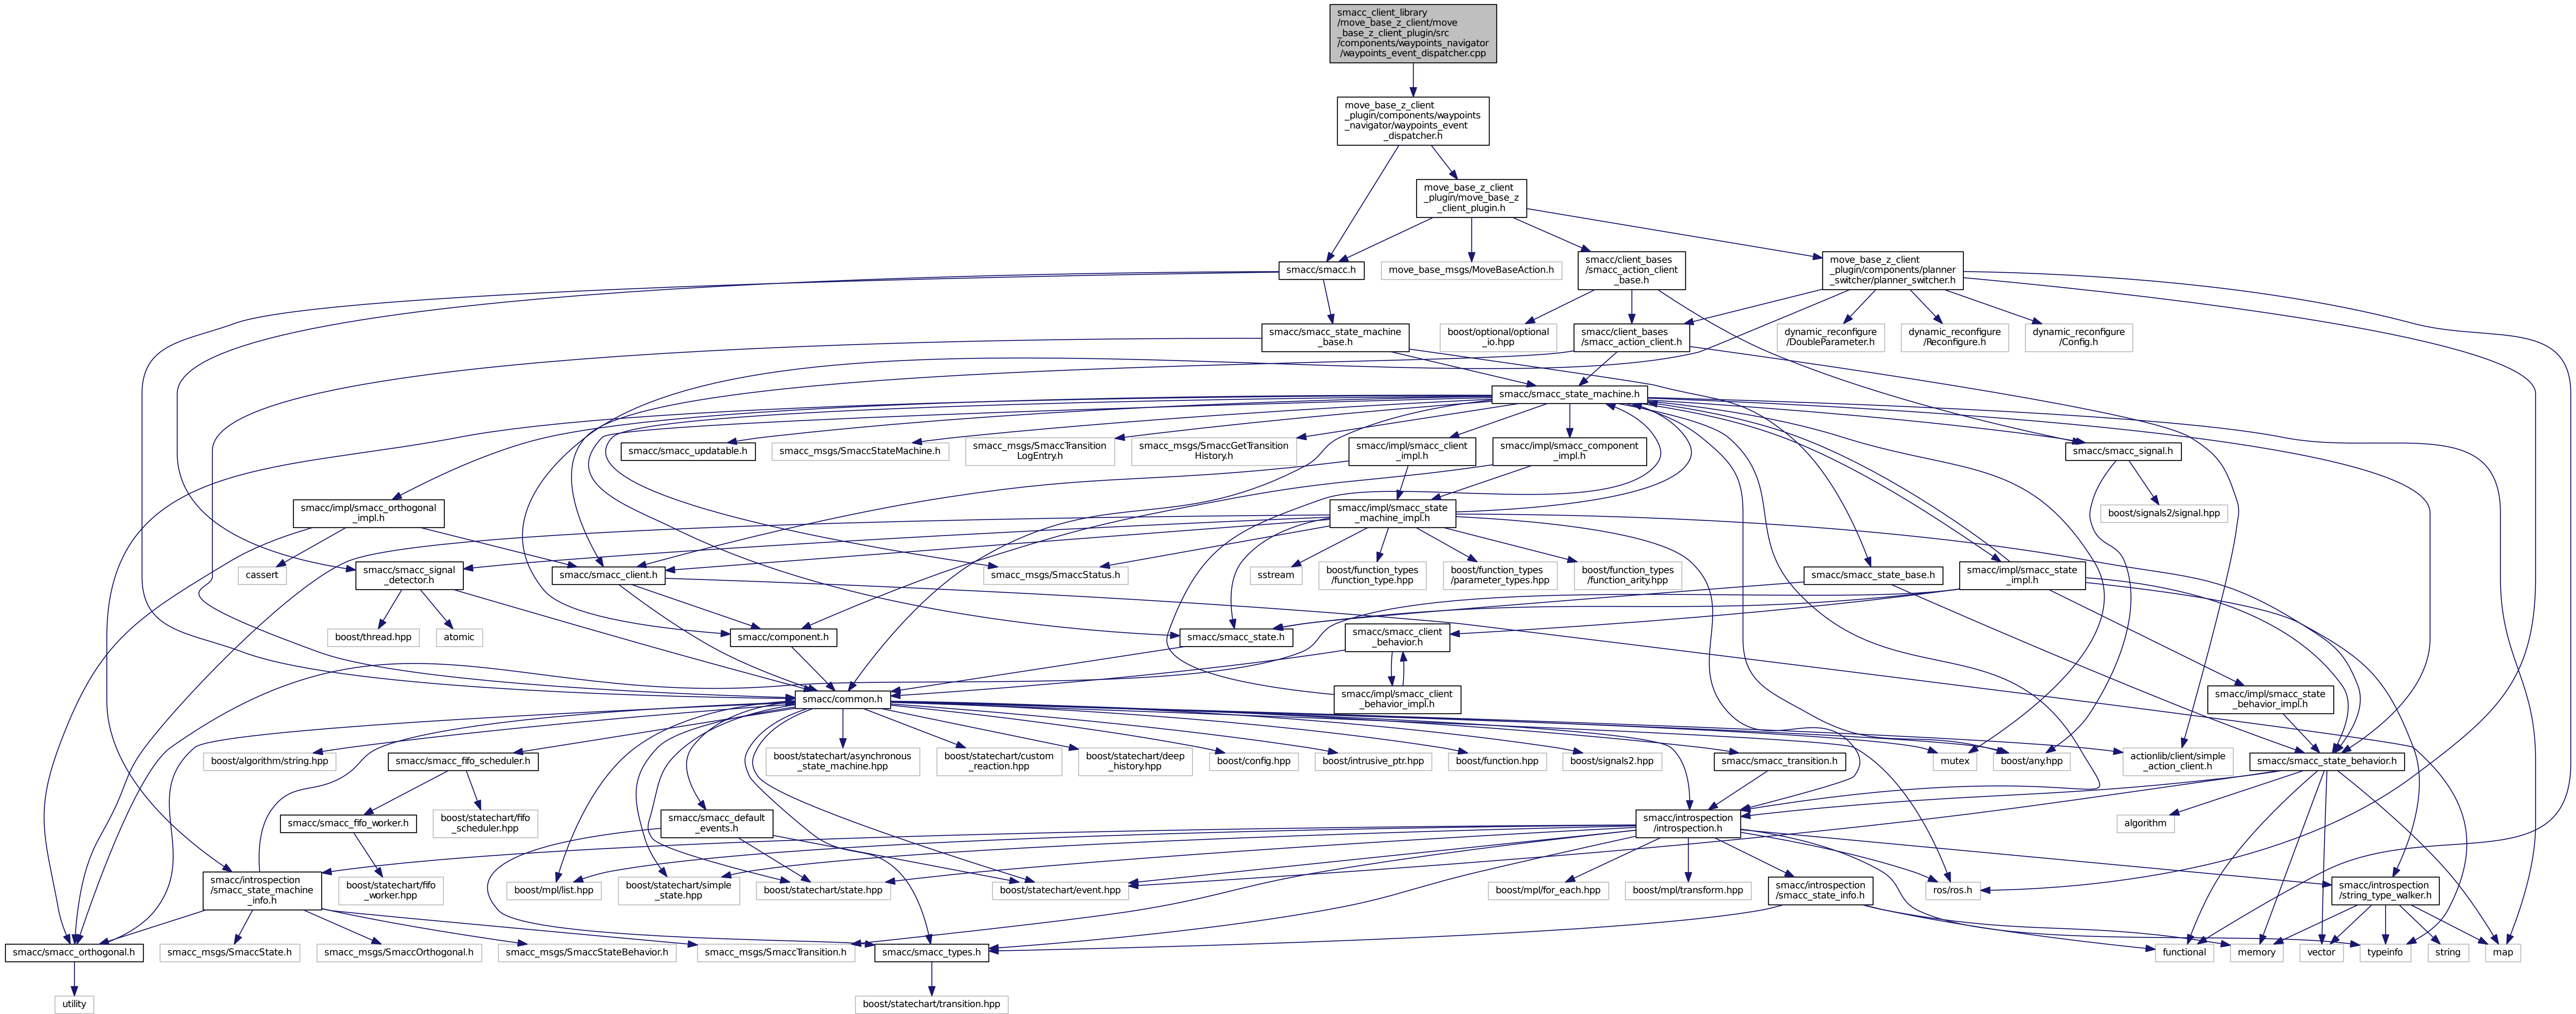 smacc_client_library
/move_base_z_client/move
_base_z_client_plugin/src
/components/waypoints_navigator
/waypoints_event_dispatcher.cpp
move_base_z_client
_plugin/components/waypoints
_navigator/waypoints_event
_dispatcher.h
move_base_z_client
_plugin/move_base_z
_client_plugin.h
smacc/smacc.h
move_base_msgs/MoveBaseAction.h
smacc/client_bases
/smacc_action_client
_base.h
move_base_z_client
_plugin/components/planner
_switcher/planner_switcher.h
smacc/smacc_state_machine
_base.h
boost/optional/optional
_io.hpp
smacc/client_bases
/smacc_action_client.h
dynamic_reconfigure
/DoubleParameter.h
dynamic_reconfigure
/Reconfigure.h
dynamic_reconfigure
/Config.h
smacc/smacc_state_machine.h
smacc/smacc_updatable.h
smacc_msgs/SmaccStateMachine.h
smacc_msgs/SmaccTransition
LogEntry.h
smacc_msgs/SmaccGetTransition
History.h
smacc/impl/smacc_client
_impl.h
smacc/impl/smacc_component
_impl.h
smacc/smacc_signal.h
smacc/impl/smacc_orthogonal
_impl.h
smacc/impl/smacc_state
_machine_impl.h
boost/signals2/signal.hpp
cassert
smacc/smacc_signal
_detector.h
smacc/smacc_client.h
smacc_msgs/SmaccStatus.h
sstream
boost/function_types
/function_type.hpp
boost/function_types
/parameter_types.hpp
boost/function_types
/function_arity.hpp
smacc/smacc_state_base.h
smacc/impl/smacc_state
_impl.h
boost/thread.hpp
atomic
smacc/component.h
smacc/smacc_state.h
smacc/smacc_client
_behavior.h
smacc/common.h
smacc/impl/smacc_client
_behavior_impl.h
smacc/impl/smacc_state
_behavior_impl.h
boost/algorithm/string.hpp
smacc/smacc_fifo_scheduler.h
boost/statechart/asynchronous
_state_machine.hpp
boost/statechart/custom
_reaction.hpp
boost/statechart/deep
_history.hpp
boost/config.hpp
boost/intrusive_ptr.hpp
boost/function.hpp
boost/signals2.hpp
smacc/smacc_transition.h
mutex
boost/any.hpp
actionlib/client/simple
_action_client.h
smacc/smacc_state_behavior.h
smacc/smacc_fifo_worker.h
boost/statechart/fifo
_scheduler.hpp
smacc/smacc_default
_events.h
smacc/introspection
/introspection.h
algorithm
smacc/introspection
/smacc_state_machine
_info.h
boost/statechart/fifo
_worker.hpp
boost/mpl/list.hpp
boost/statechart/simple
_state.hpp
boost/statechart/state.hpp
boost/statechart/event.hpp
boost/mpl/for_each.hpp
boost/mpl/transform.hpp
smacc/introspection
/smacc_state_info.h
ros/ros.h
smacc/introspection
/string_type_walker.h
smacc/smacc_orthogonal.h
smacc_msgs/SmaccState.h
smacc_msgs/SmaccOrthogonal.h
smacc_msgs/SmaccStateBehavior.h
smacc_msgs/SmaccTransition.h
smacc/smacc_types.h
functional
memory
vector
typeinfo
string
map
utility
boost/statechart/transition.hpp